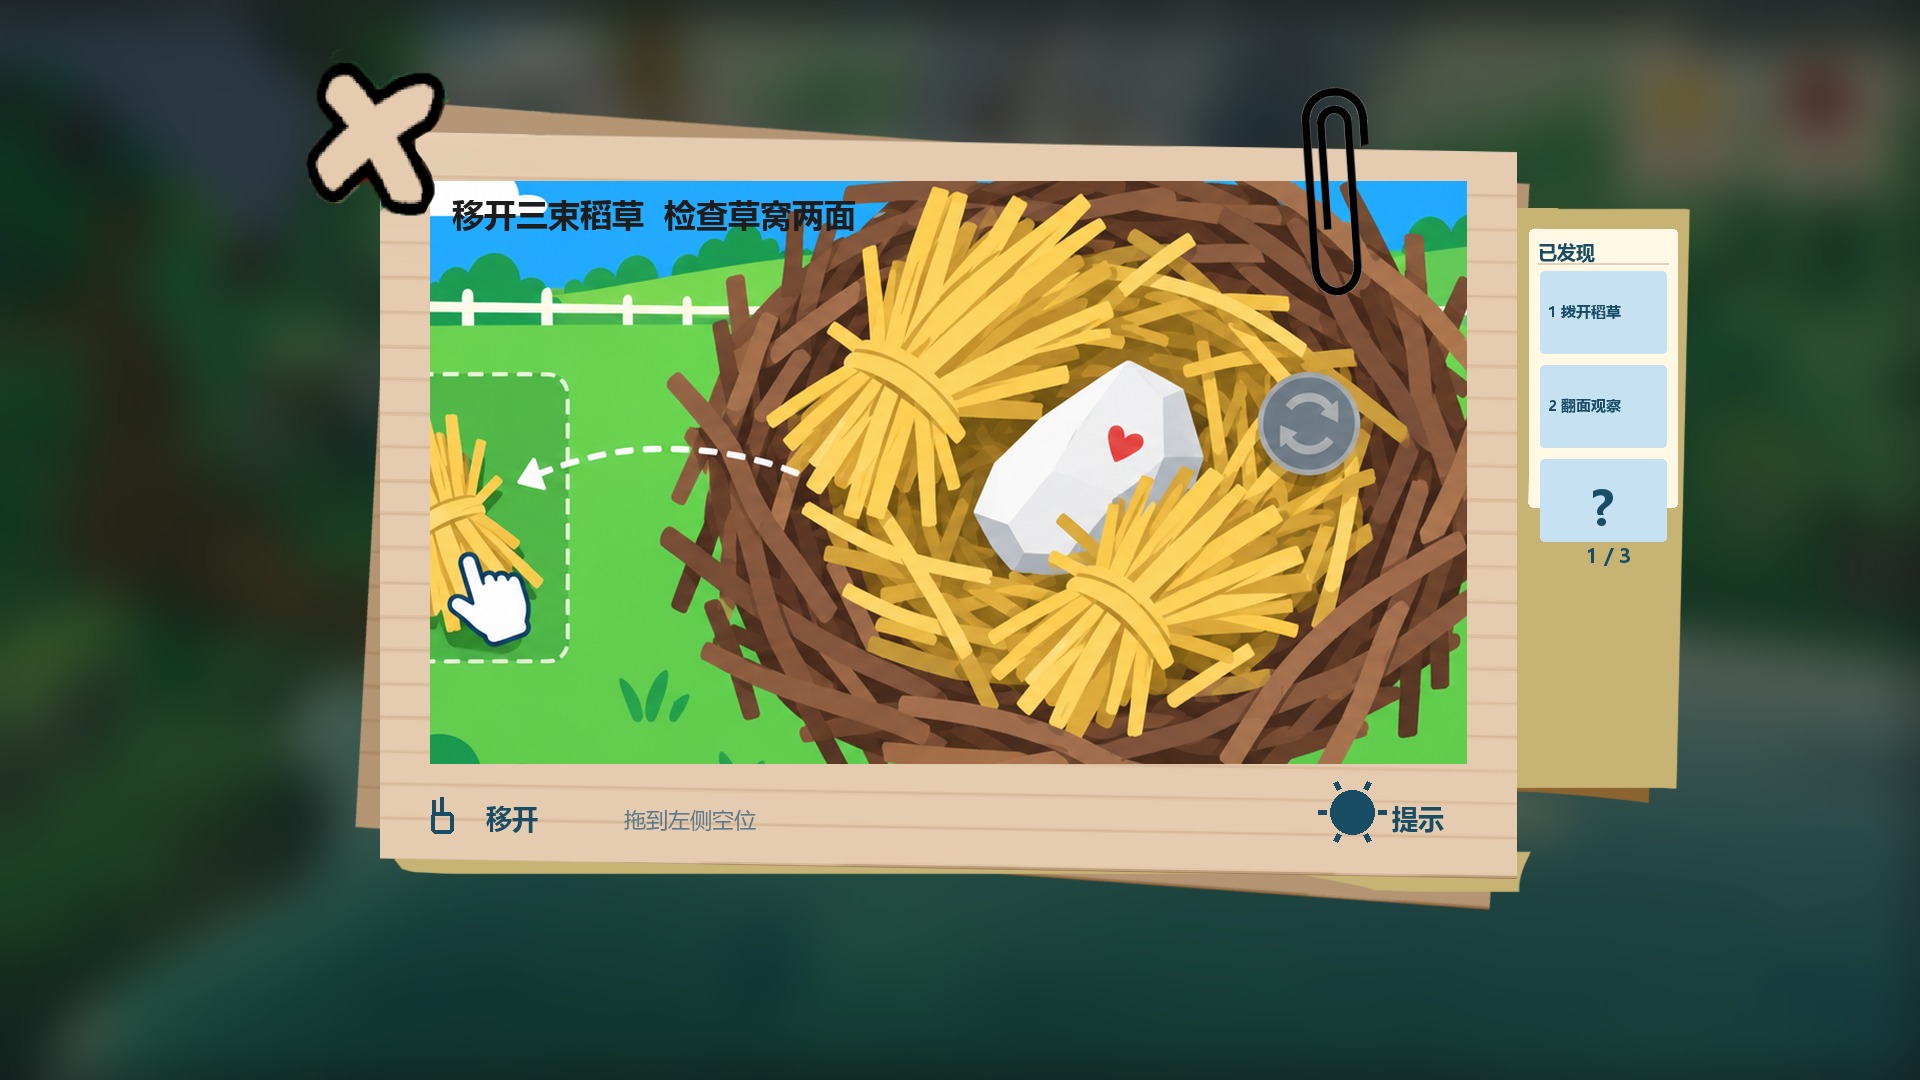 移开三束稻草 检查草窝两面
已发现
1 拨开稻草
2 翻面观察
?
1 / 3
移开
拖到左侧空位
提示